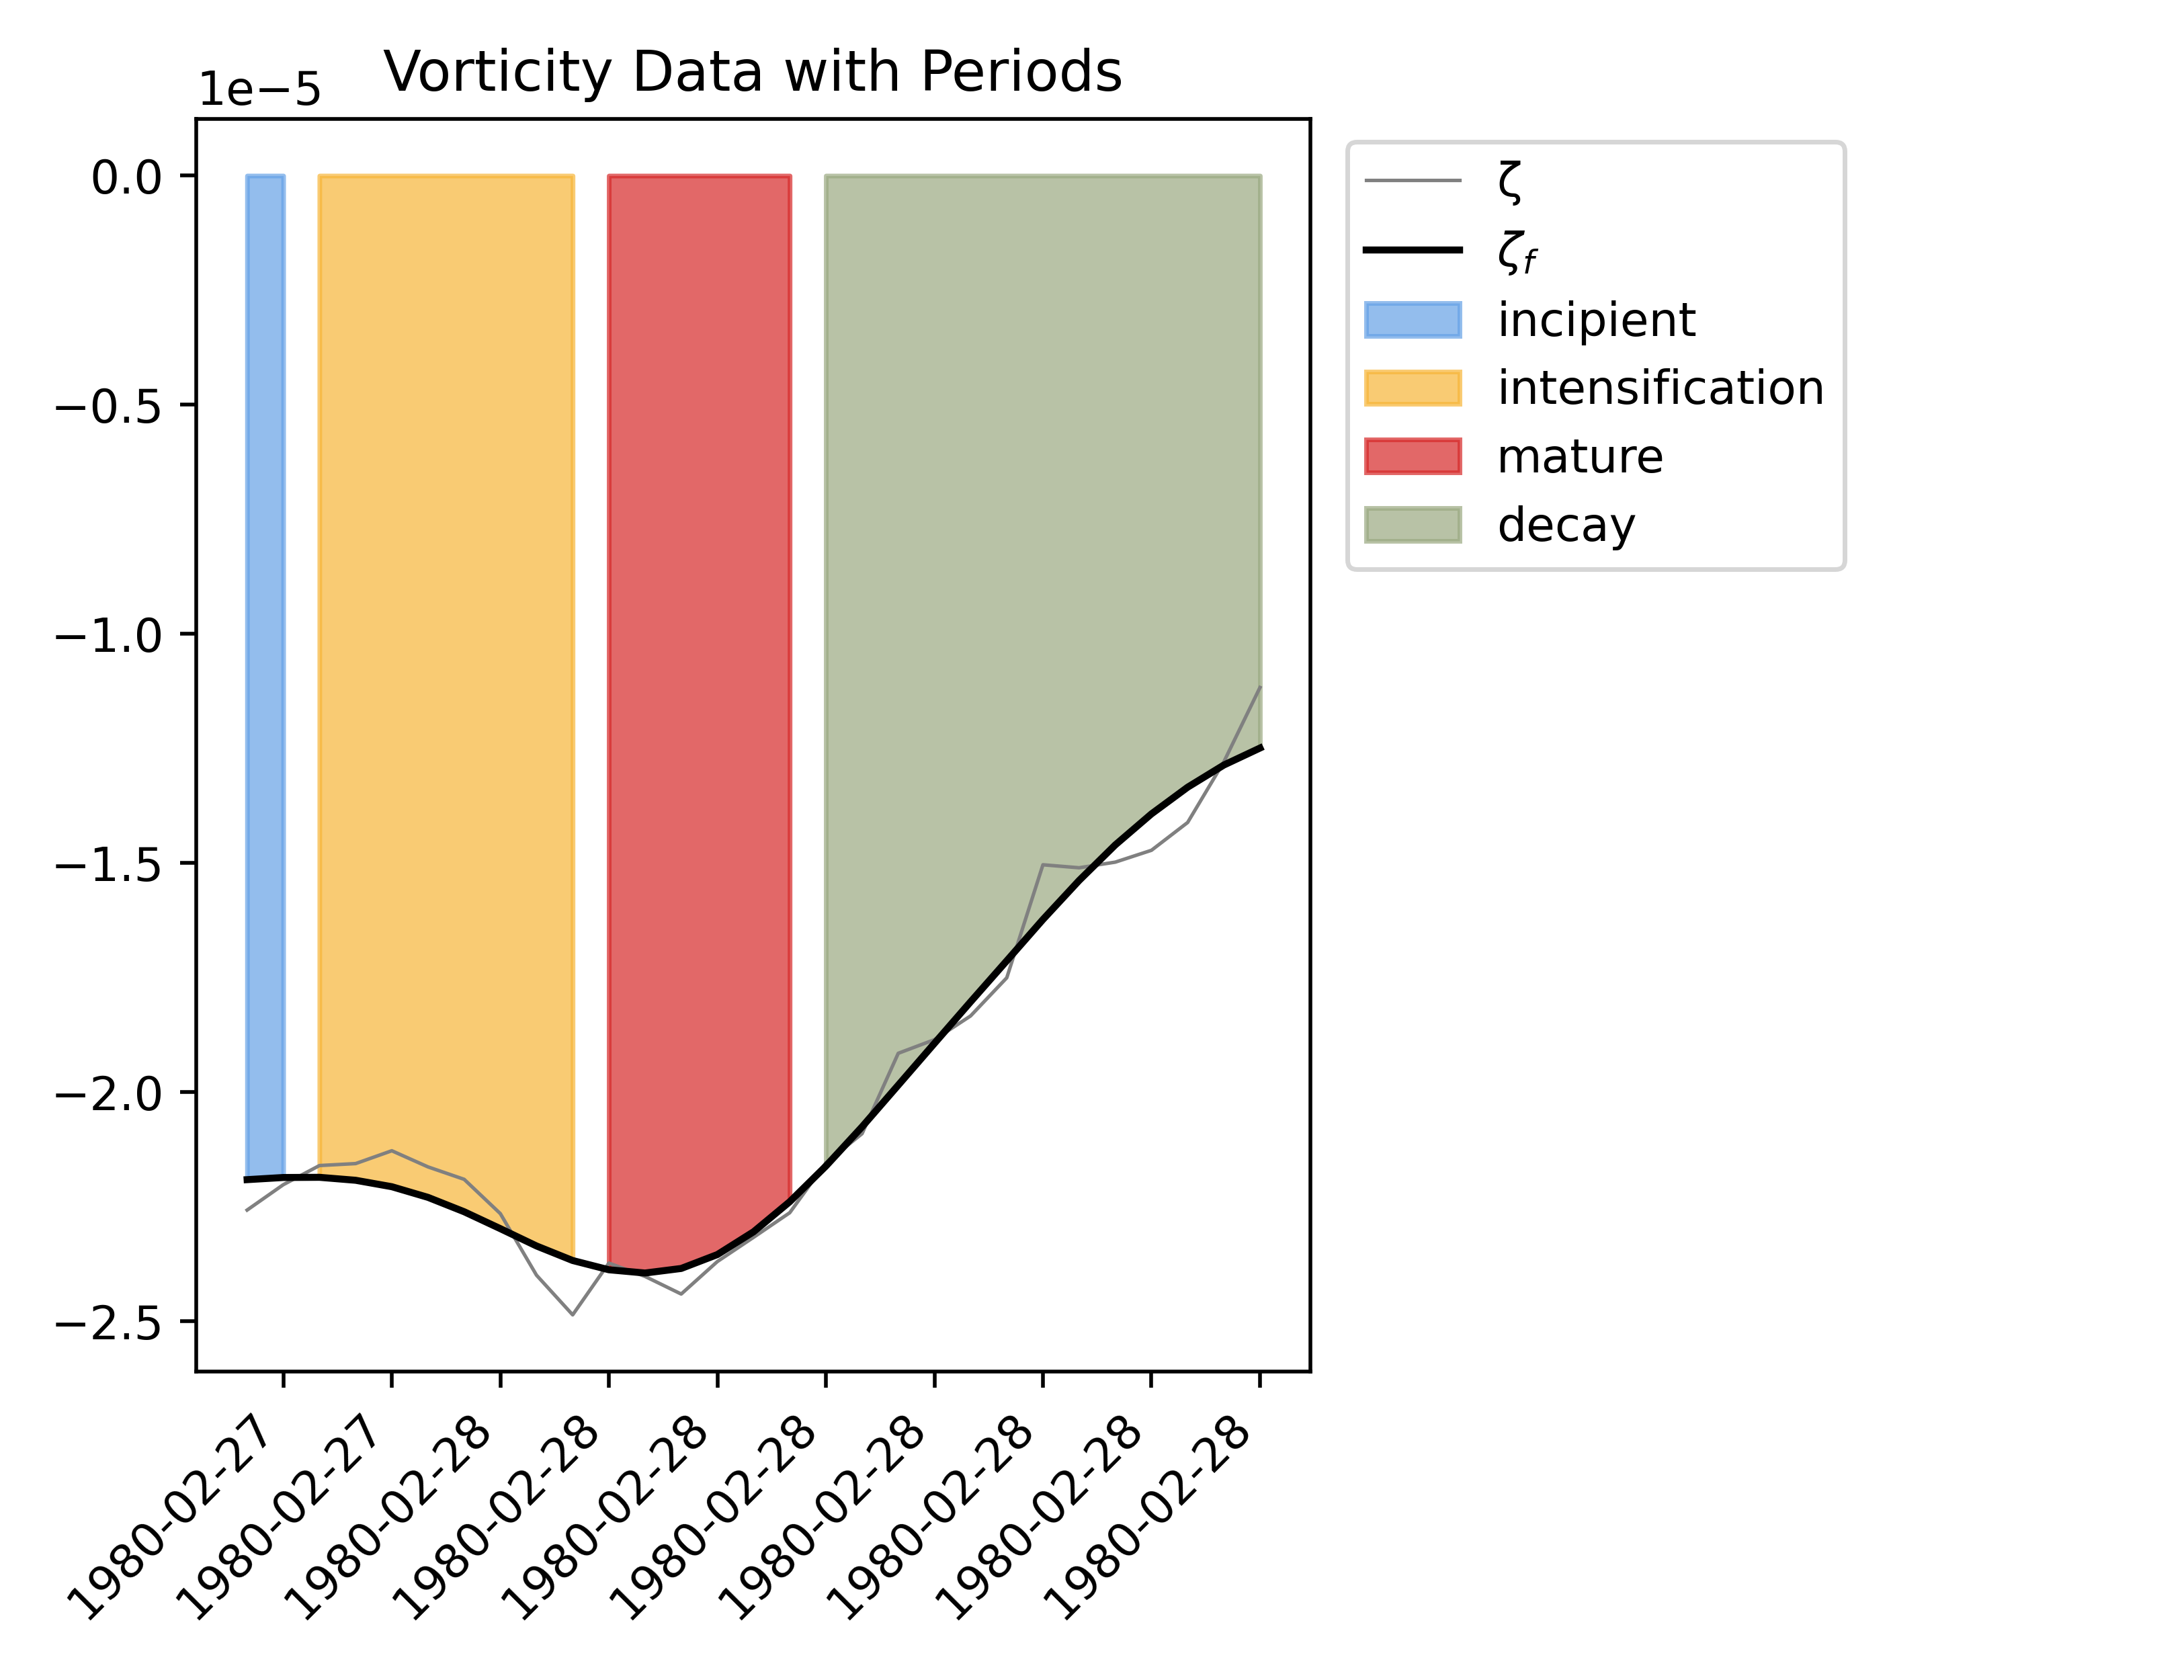 Vorticity Data with Periods
1e−5
0.0
−0.5
−1.0
−1.5
−2.0
−2.5
1980-02-27
1980-02-27
1980-02-28
1980-02-28
1980-02-28
1980-02-28
1980-02-28
1980-02-28
1980-02-28
1980-02-28
ζ
ζf
incipient
intensification
mature
decay